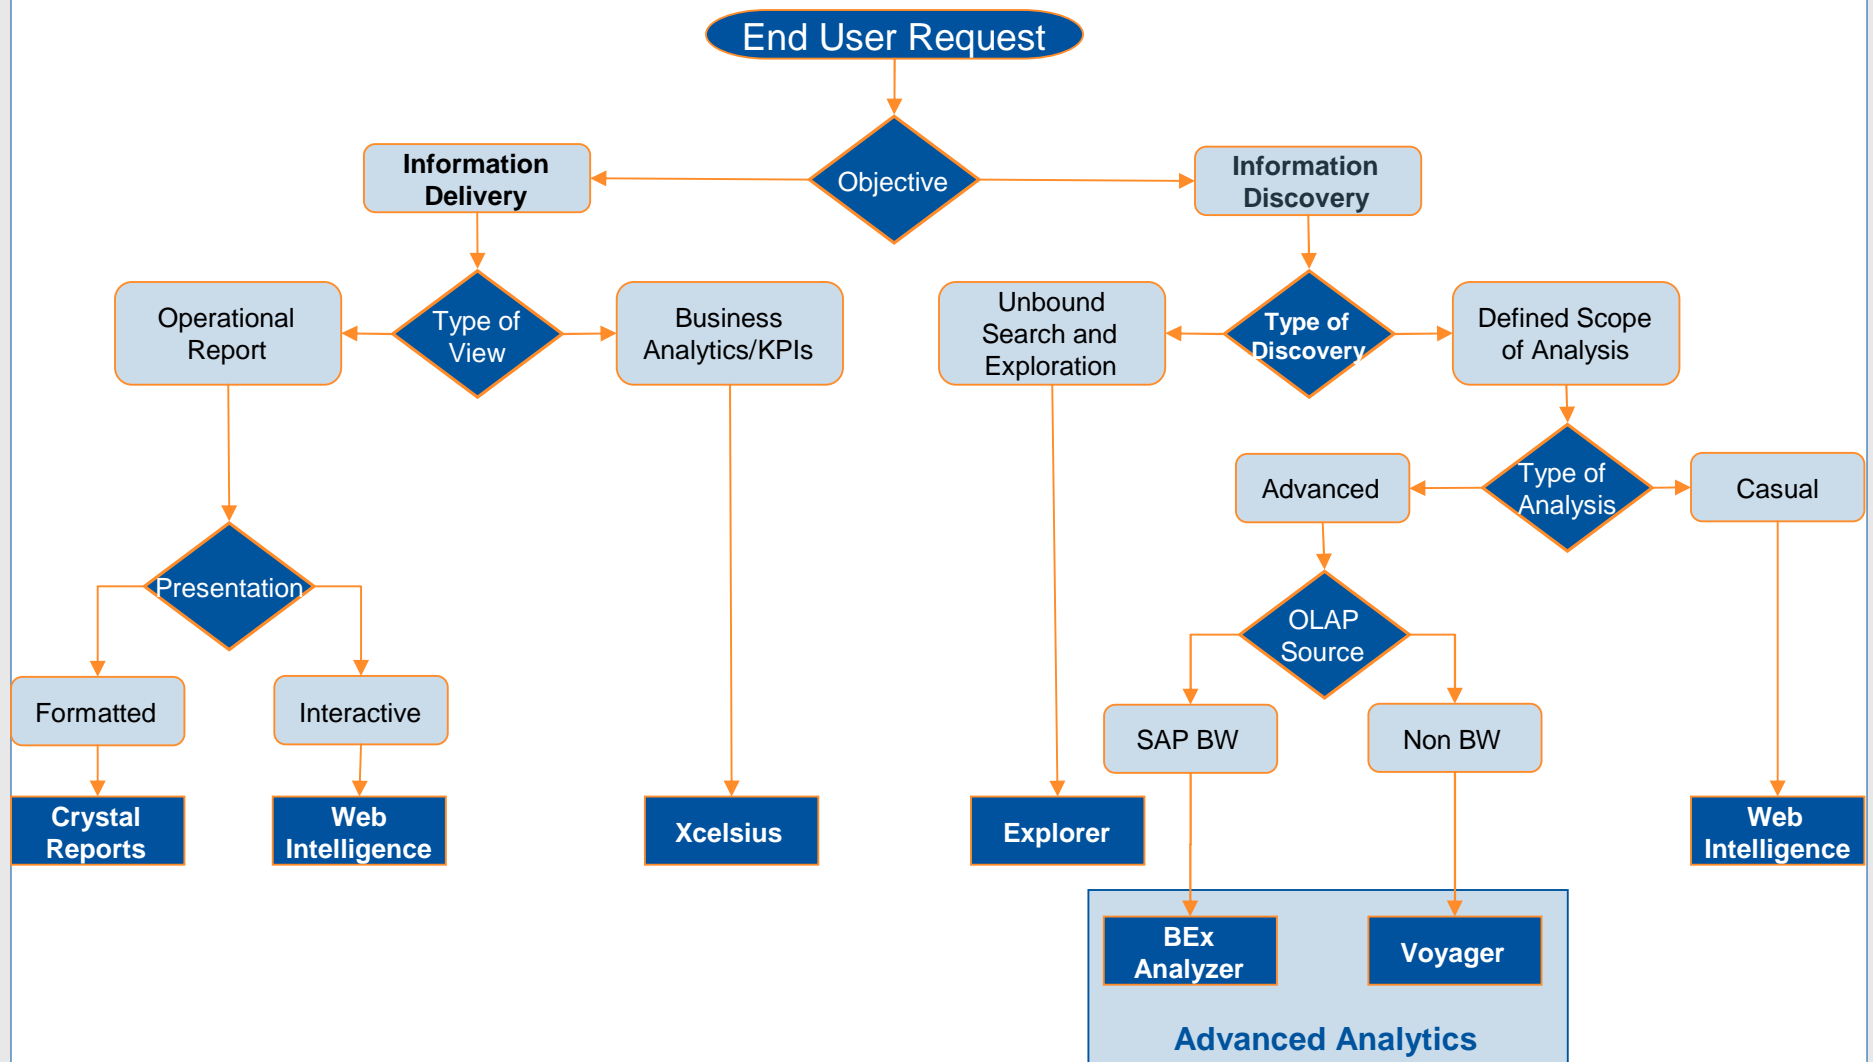 End User Request
Objective
Information
Delivery
Information
Discovery
Operational
Report
Type of
View
Business
Analytics/KPIs
Unbound
Search and
Exploration
Type of
Discovery
Defined Scope
of Analysis
Advanced
Type of
Analysis
Casual
Presentation
OLAP
Source
Formatted
Interactive
SAP BW
Non BW
Crystal
Reports
Web
Intelligence
Xcelsius
Explorer
Web
Intelligence
BEx
Analyzer
Voyager
Advanced Analytics